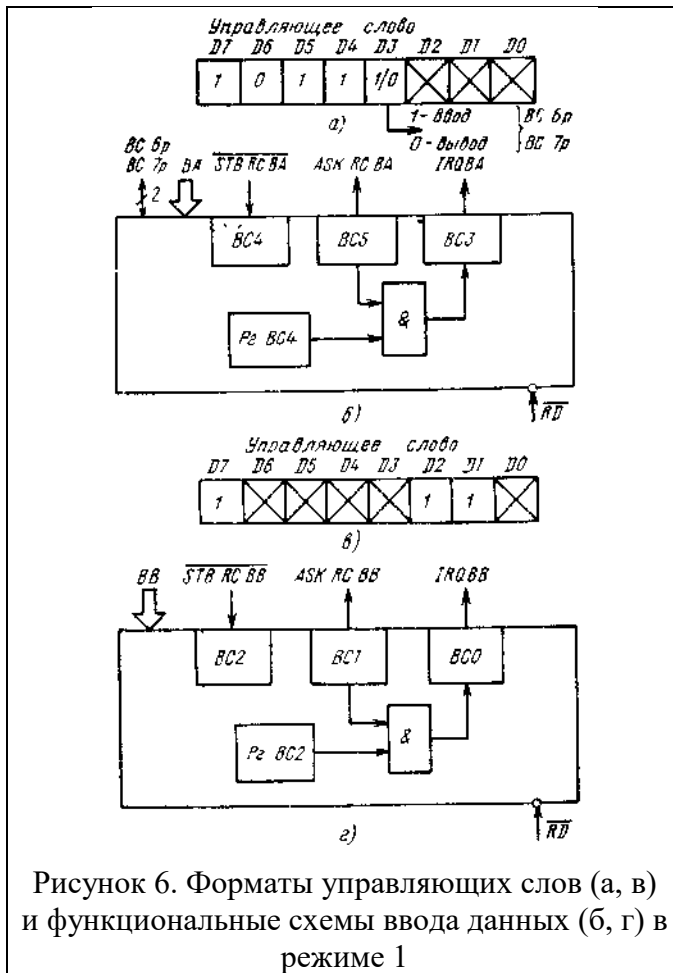 Управляющее слово
D7 D6 D5 D4 D3 D2 D1 D0
1 0 1 1 1/0
а)
1- ввод
0- вывод
ВС 6р
ВС 7р
ВС 6р
ВС 7р
2
ВА
STB RC BA
ASK RC BA
IRQBA
ВС4
ВС5
ВС3
Рг ВС4
&
RD
б)
Управляющее слово
D7 D6 D5 D4 D3 D2 D1 D0
1 1 1
в)
ВВ
STB RC BB
ASK RC BB
IRQBB
ВС2
ВС1
ВС0
Рг ВС2
&
RD
г)
Рисунок 6. Форматы управляющих слов (а, в)
и функциональные схемы ввода данных (б, г) в
режиме 1